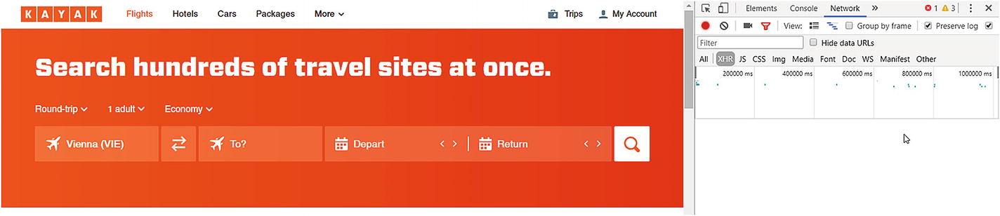 KAYAK Flights Hotels Cars Packages More Trips My Account
Search hundreds of travel sites at once.
Round-trip 1 adult Economy
Vienna (VIE) To? Depart Return
Elements Console Network » 1 3
View: Group by frame Preserve log
Filter Hide data URLs
All XHR JS CSS Img Media Font Doc WS Manifest Other
200000 ms 400000 ms 600000 ms 800000 ms 1000000 ms